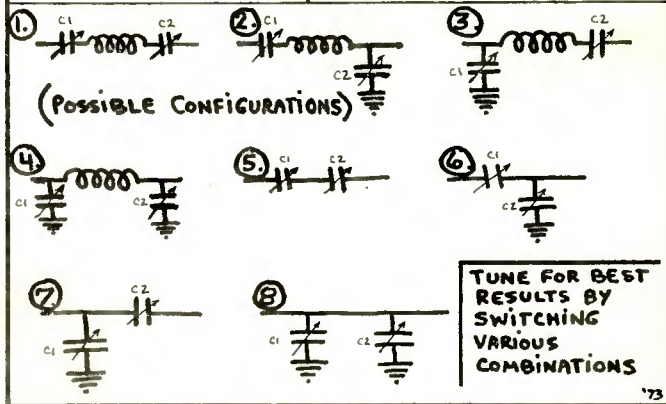 1. C1 C2
2. C1 C2
3. C1 C2
(POSSIBLE CONFIGURATIONS)
4. C1 C2
5. C1 C2
6. C1 C2
7. C1 C2
8. C1 C2
TUNE FOR BEST
RESULTS BY
SWITCHING
VARIOUS
COMBINATIONS
'73